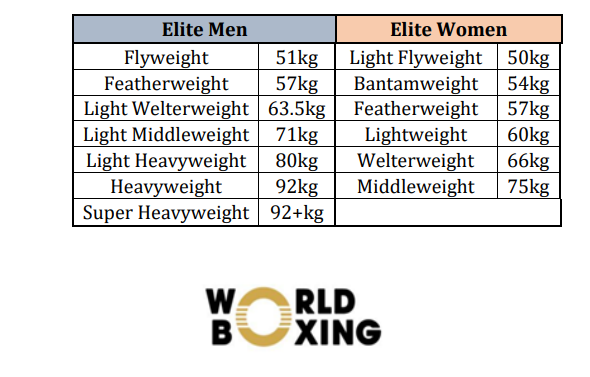 Elite Men Elite Women
Flyweight 51kg Light Flyweight 50kg
Featherweight 57kg Bantamweight 54kg
Light Welterweight 63.5kg Featherweight 57kg
Light Middleweight 71kg Lightweight 60kg
Light Heavyweight 80kg Welterweight 66kg
Heavyweight 92kg Middleweight 75kg
Super Heavyweight 92+kg
WORLD
BOXING